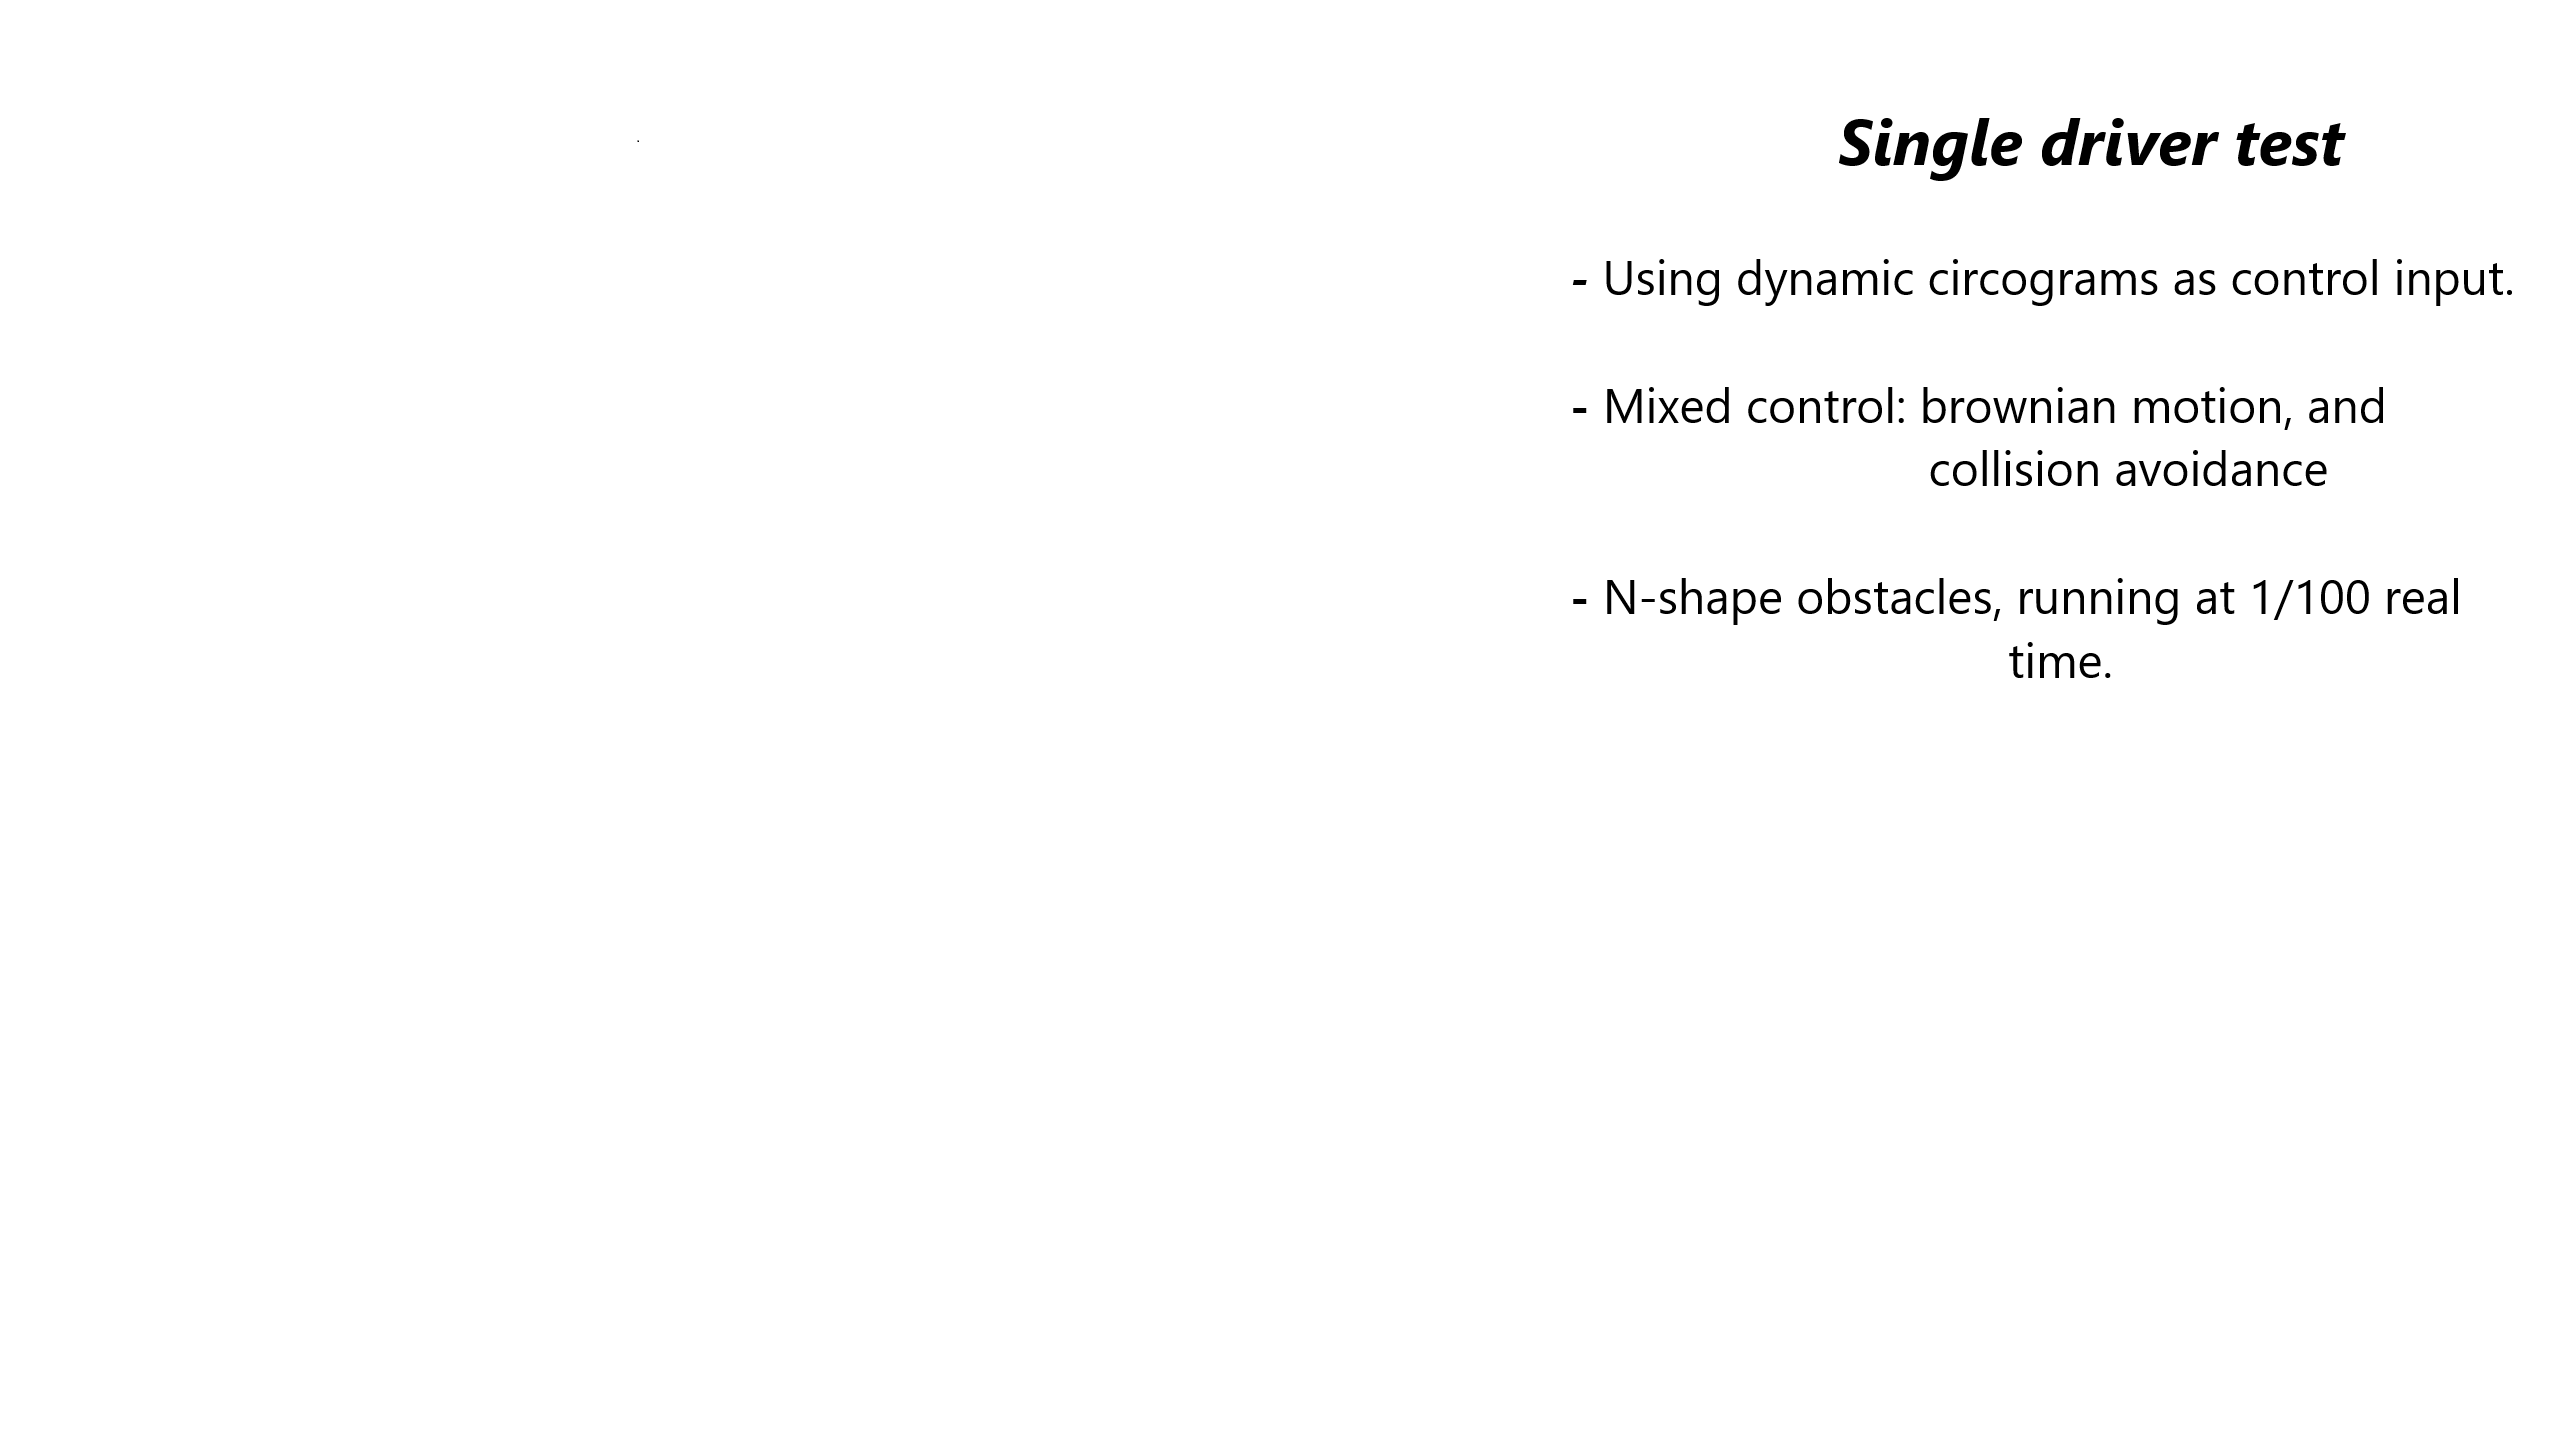 Single driver test
- Using dynamic circograms as control input.
- Mixed control: brownian motion, and
collision avoidance
- N-shape obstacles, running at 1/100 real
time.